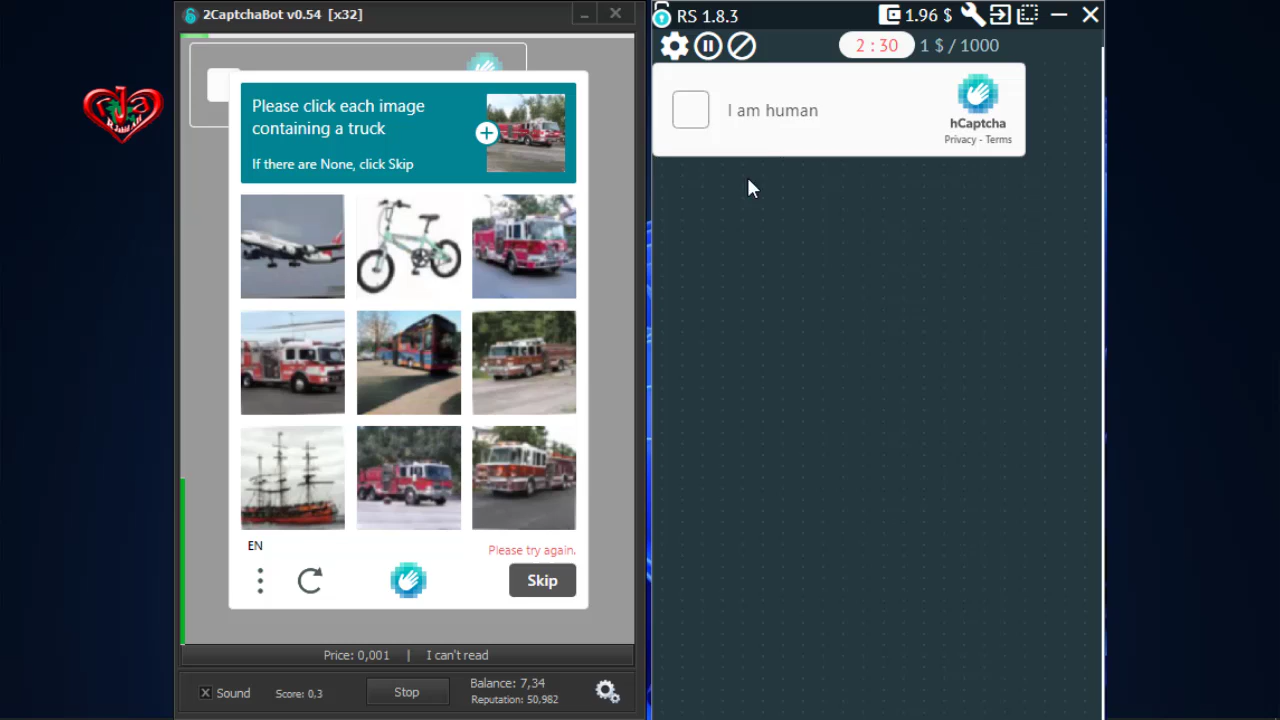 2CaptchaBot v0.54 [x32]
Please click each image
containing a truck
If there are None, click Skip
EN
Please try again.
Skip
Price: 0,001 | I can't read
Sound
Score: 0,3
Stop
Balance: 7,34
Reputation: 50,982
RS 1.8.3
1.96 $
2 : 30
1 $ / 1000
I am human
hCaptcha
Privacy - Terms